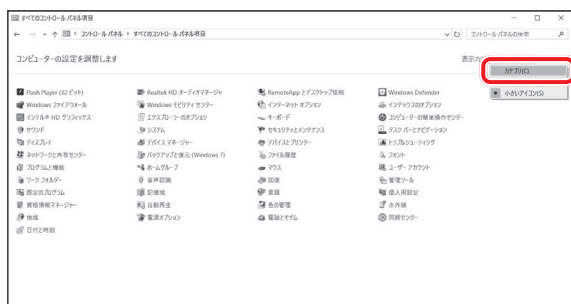 すべてのコントロール パネル項目
コントロール パネル › すべてのコントロール パネル項目
コントロール パネルの検索
コンピューターの設定を調整します
表示方
カテゴリ(C)
小さいアイコン(S)
Flash Player (32 ビット)
Realtek HD オーディオマネージャ
RemoteApp とデスクトップ接続
Windows Defender
Windows ファイアウォール
Windows モビリティ センター
インターネット オプション
インデックスのオプション
インテル® HD グラフィックス
エクスプローラーのオプション
キーボード
コンピューターの簡単操作センター
サウンド
システム
セキュリティとメンテナンス
タスク バーとナビゲーション
ディスプレイ
デバイス マネージャー
デバイスとプリンター
トラブルシューティング
ネットワークと共有センター
バックアップと復元 (Windows 7)
ファイル履歴
フォント
プログラムと機能
ホームグループ
マウス
ユーザー アカウント
ワーク フォルダー
音声認識
回復
管理ツール
既定のプログラム
記憶域
言語
個人用設定
資格情報マネージャー
自動再生
色の管理
赤外線
地域
電源オプション
電話とモデム
同期センター
日付と時刻